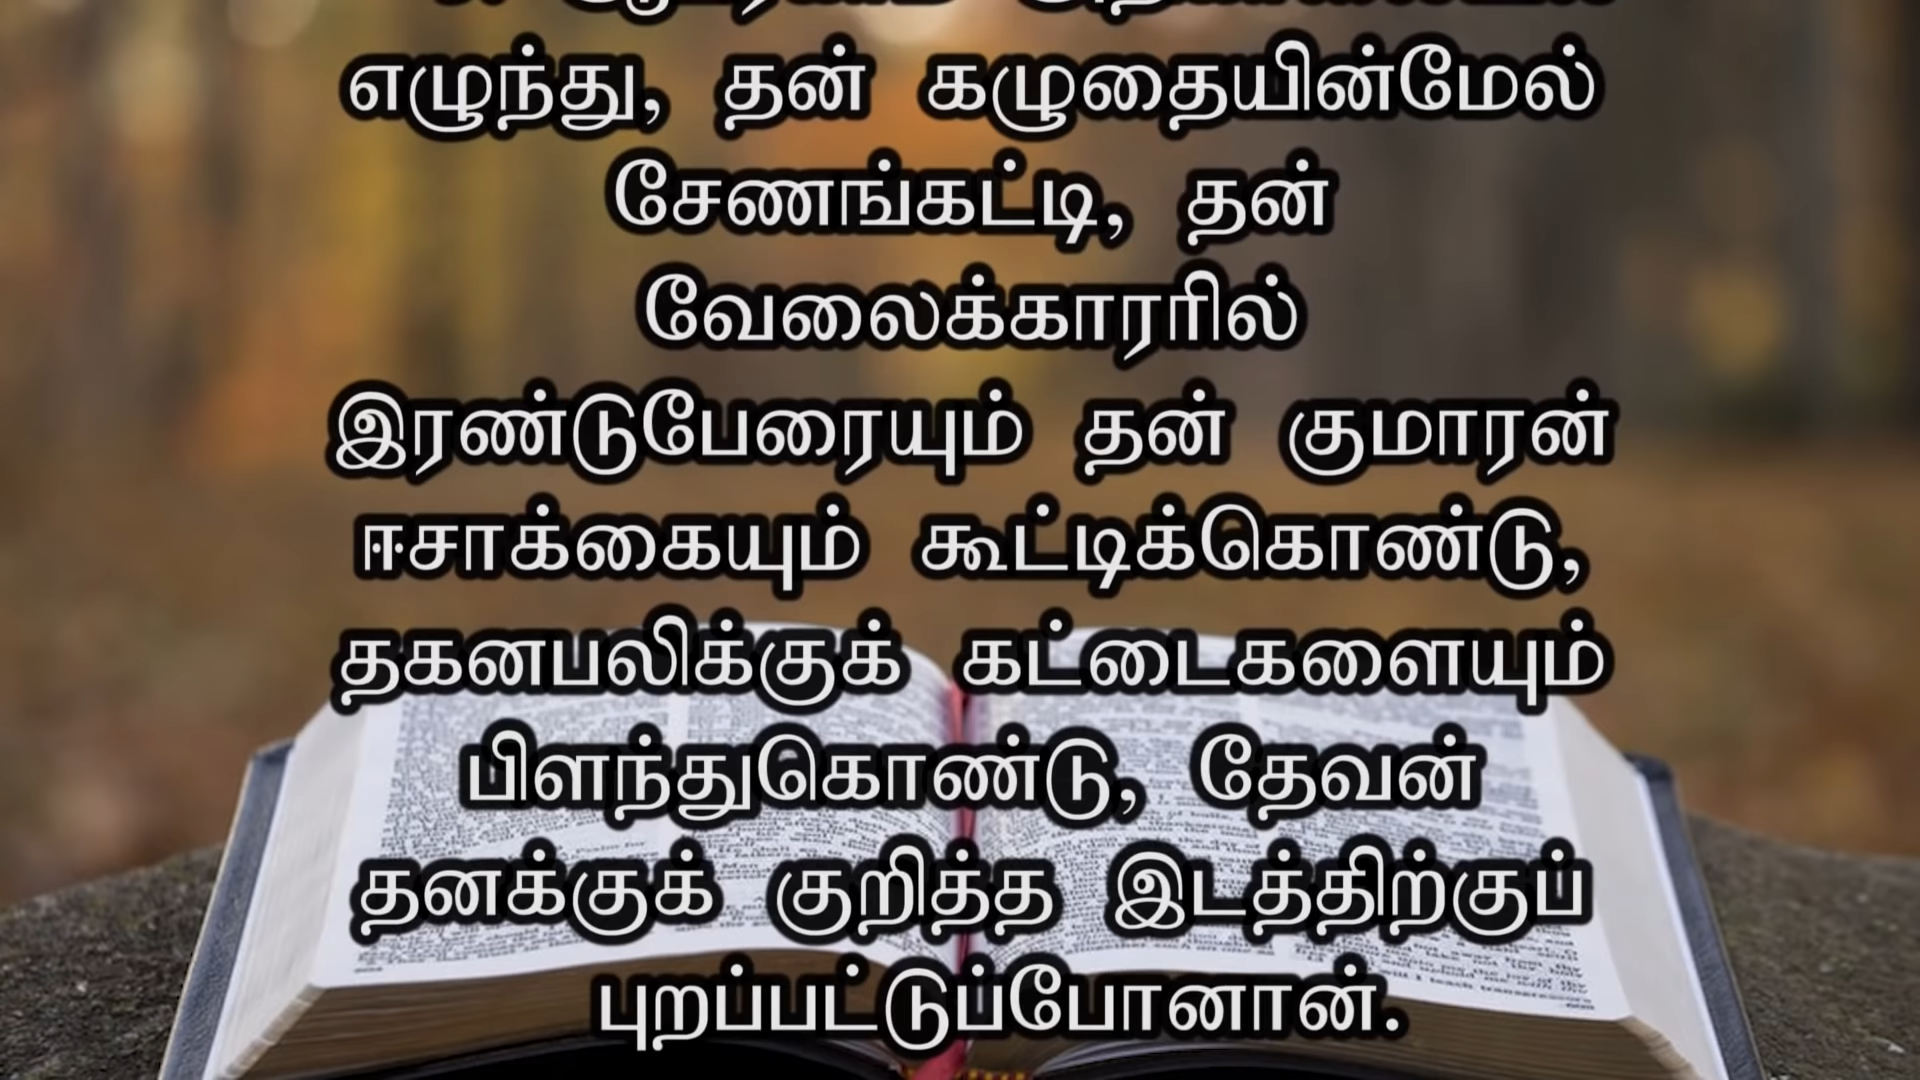 எழுந்து, தன் கழுதையின்மேல்
சேணங்கட்டி, தன்
வேலைக்காரரில்
இரண்டுபேரையும் தன் குமாரன்
ஈசாக்கையும் கூட்டிக்கொண்டு,
தகனபலிக்குக் கட்டைகளையும்
பிளந்துகொண்டு, தேவன்
தனக்குக் குறித்த இடத்திற்குப்
புறப்பட்டுப்போனான்.